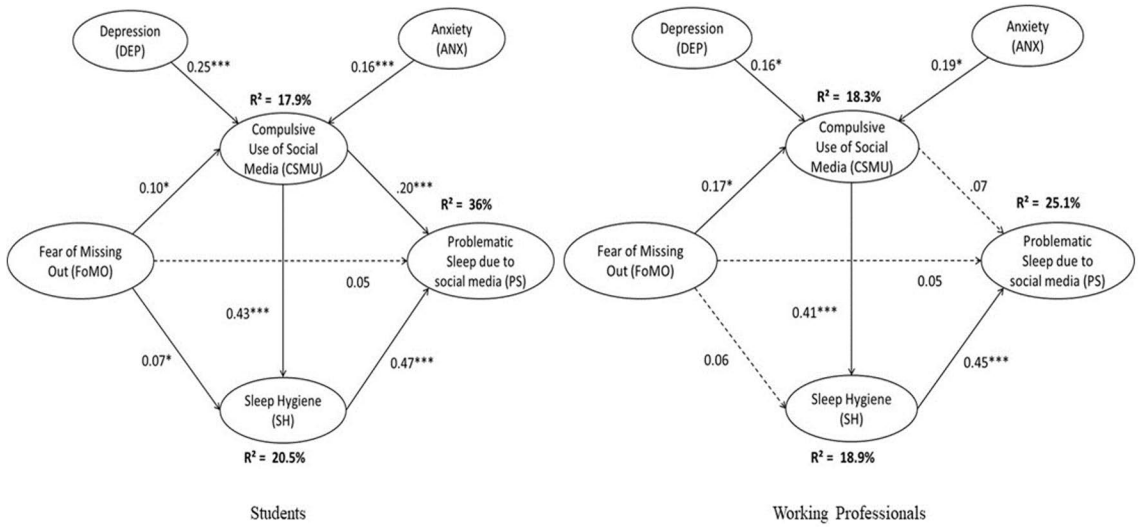 Depression
(DEP)
Anxiety
(ANX)
0.25***
0.16***
R² = 17.9%
Compulsive
Use of Social
Media (CSMU)
0.10*
.20***
R² = 36%
Fear of Missing
Out (FoMO)
Problematic
Sleep due to
social media (PS)
0.05
0.43***
0.07*
0.47***
Sleep Hygiene
(SH)
R² = 20.5%
Students
Depression
(DEP)
Anxiety
(ANX)
0.16*
0.19*
R² = 18.3%
Compulsive
Use of Social
Media (CSMU)
0.17*
.07
R² = 25.1%
Fear of Missing
Out (FoMO)
Problematic
Sleep due to
social media (PS)
0.05
0.41***
0.06
0.45***
Sleep Hygiene
(SH)
R² = 18.9%
Working Professionals